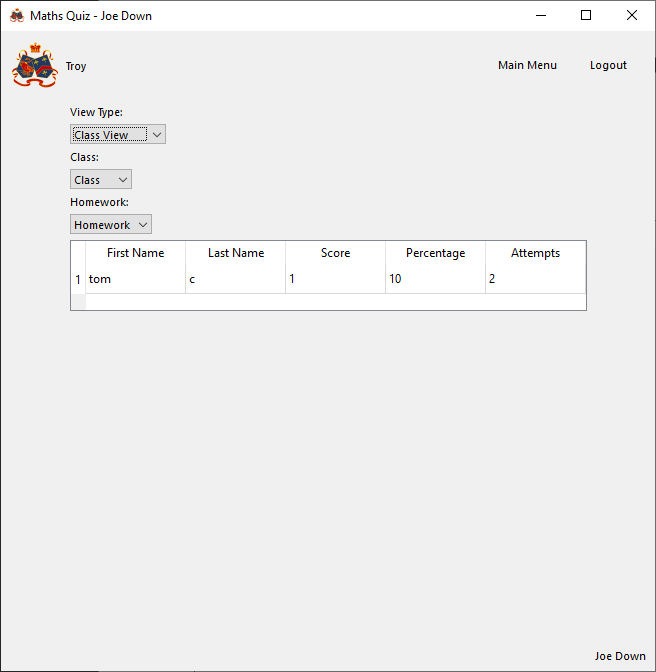 Maths Quiz - Joe Down
Troy
Main Menu Logout
View Type:
Class View
Class:
Class
Homework:
Homework
First Name Last Name Score Percentage Attempts
1 tom c 1 10 2
Joe Down